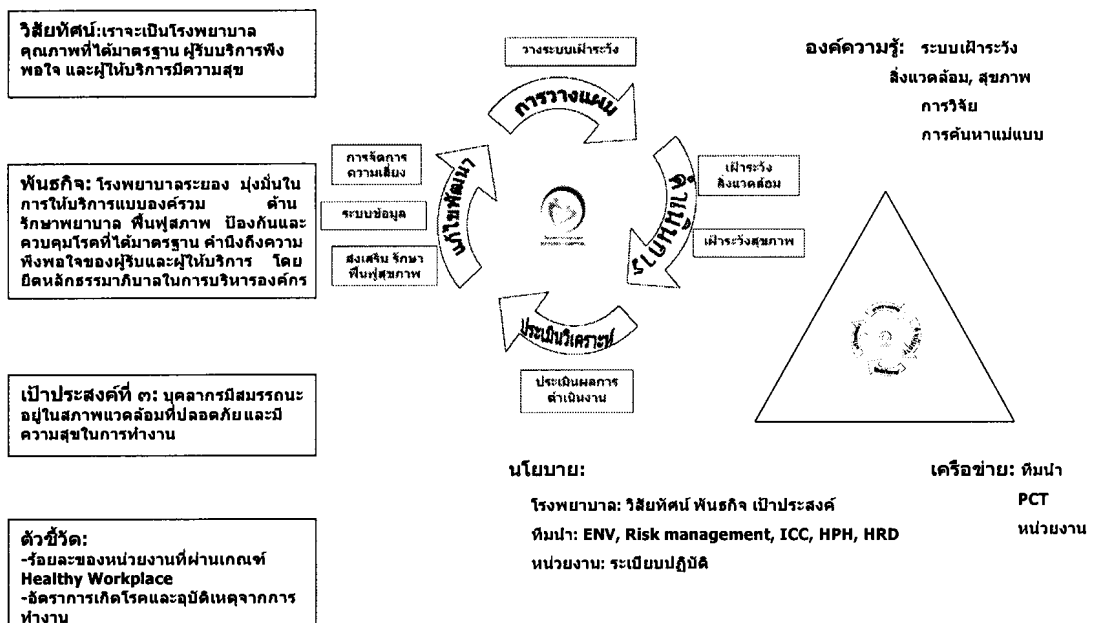 วิสัยทัศน์:เราจะเป็นโรงพยาบาล
คุณภาพที่ได้มาตรฐาน ผู้รับบริการพึง
พอใจ และผู้ให้บริการมีความสุข
พันธกิจ: โรงพยาบาลระยอง มุ่งมั่นใน
การให้บริการแบบองค์รวม ด้าน
รักษาพยาบาล ฟื้นฟูสภาพ ป้องกันและ
ควบคุมโรคที่ได้มาตรฐาน คำนึงถึงความ
พึงพอใจของผู้รับและผู้ให้บริการ โดย
ยึดหลักธรรมาภิบาลในการบริหารองค์กร
เป้าประสงค์ที่ ๓: บุคลากรมีสมรรถนะ
อยู่ในสภาพแวดล้อมที่ปลอดภัยและมี
ความสุขในการทำงาน
ตัวชี้วัด:
-ร้อยละของหน่วยงานที่ผ่านเกณฑ์
Healthy Workplace
-อัตราการเกิดโรคและอุบัติเหตุจากการ
ทำงาน
วางระบบเฝ้าระวัง
การวางแผน
เฝ้าระวัง
สิ่งแวดล้อม
ดำเนินการ
เฝ้าระวังสุขภาพ
ประเมินวิเคราะห์
ประเมินผลการ
ดำเนินงาน
แก้ไขพัฒนา
การจัดการ
ความเสี่ยง
ระบบข้อมูล
ส่งเสริม รักษา
ฟื้นฟูสุขภาพ
องค์ความรู้: ระบบเฝ้าระวัง
สิ่งแวดล้อม, สุขภาพ
การวิจัย
การค้นหาแม่แบบ
นโยบาย:
โรงพยาบาล: วิสัยทัศน์ พันธกิจ เป้าประสงค์
ทีมนำ: ENV, Risk management, ICC, HPH, HRD
หน่วยงาน: ระเบียบปฏิบัติ
เครือข่าย: ทีมนำ
PCT
หน่วยงาน